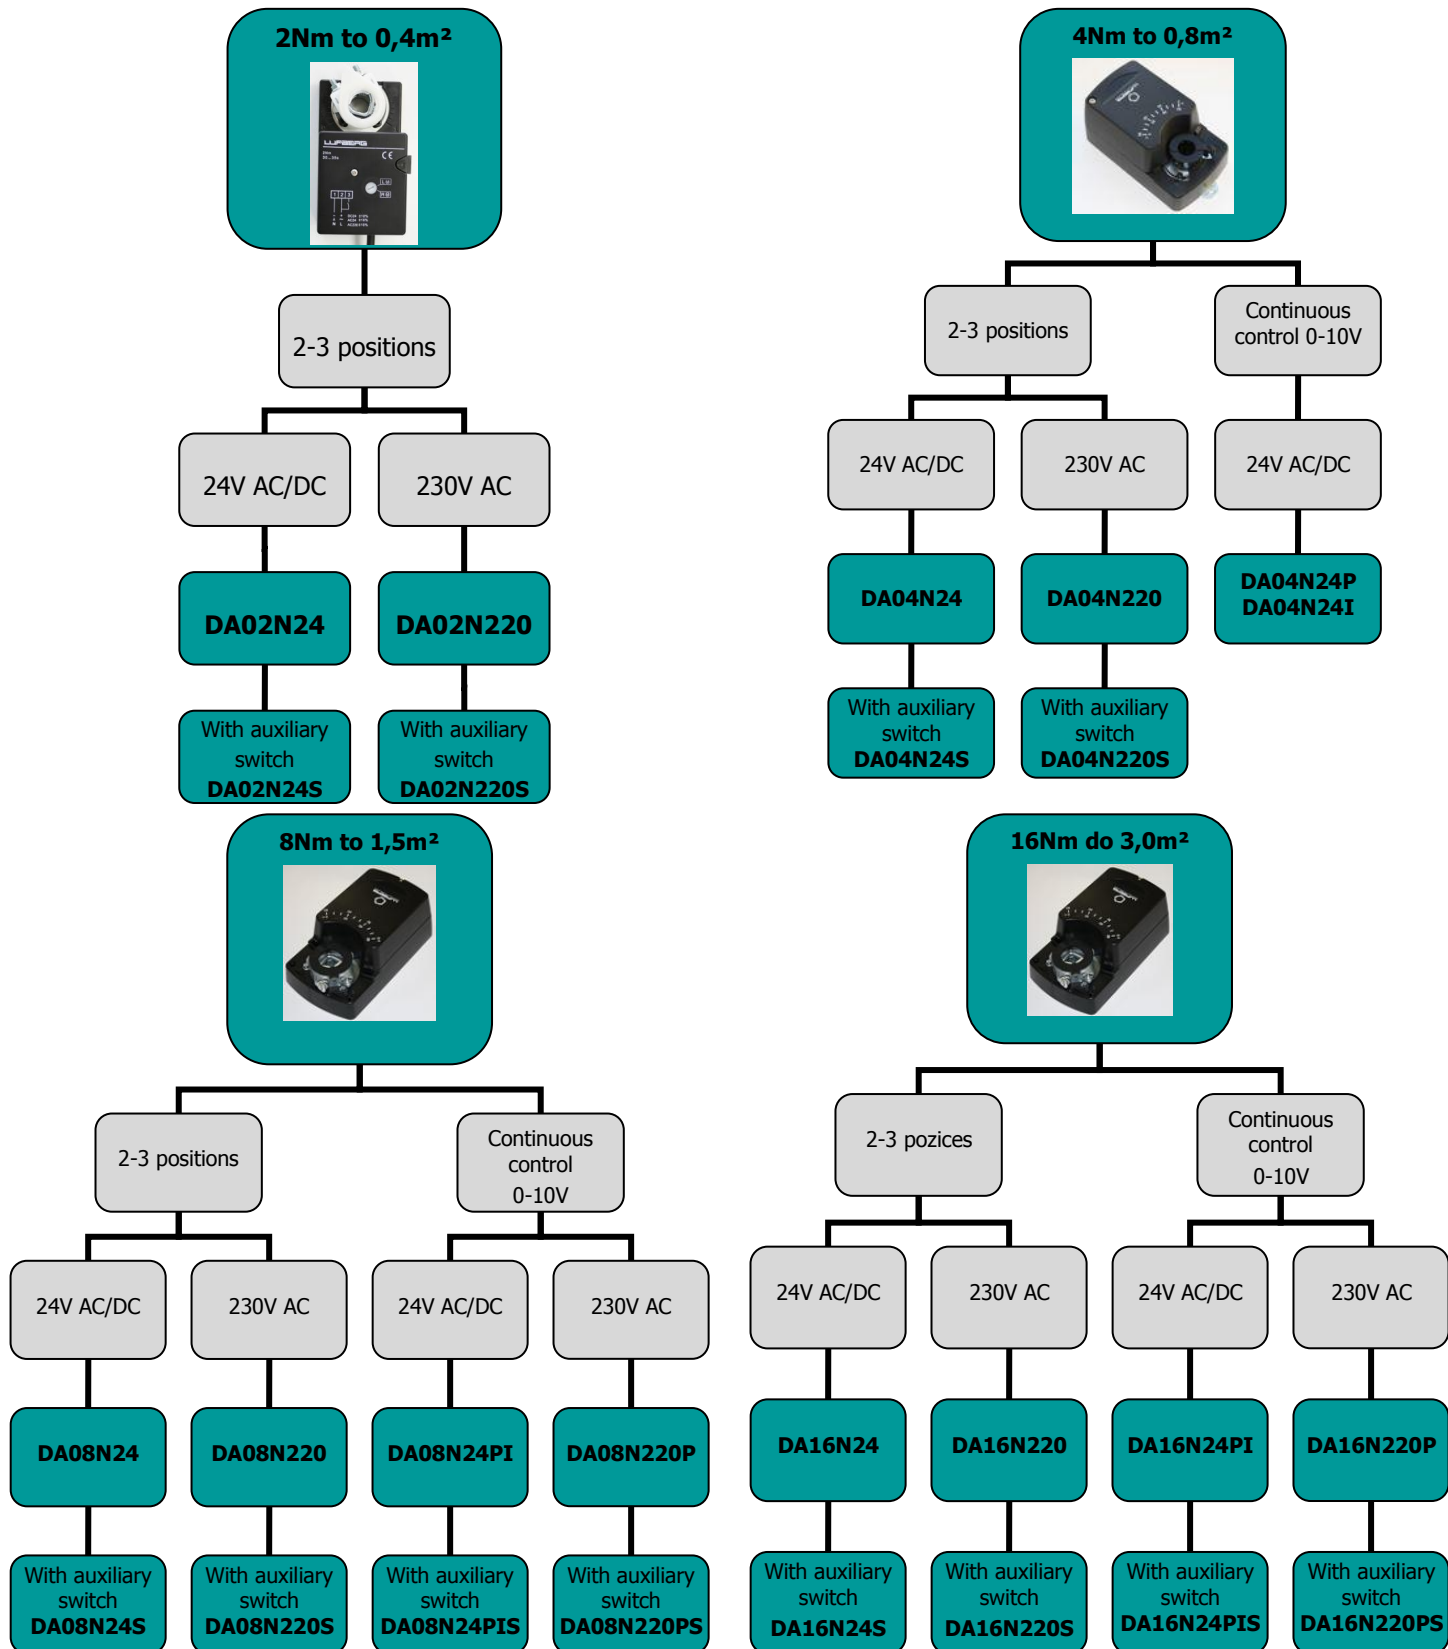 2Nm to 0,4m²
LUFBERG
CE
2-3 positions
24V AC/DC
230V AC
DA02N24
DA02N220
With auxiliary
switch
DA02N24S
With auxiliary
switch
DA02N220S
4Nm to 0,8m²
2-3 positions
Continuous
control 0-10V
24V AC/DC
230V AC
24V AC/DC
DA04N24
DA04N220
DA04N24P
DA04N24I
With auxiliary
switch
DA04N24S
With auxiliary
switch
DA04N220S
8Nm to 1,5m²
2-3 positions
Continuous
control
0-10V
24V AC/DC
230V AC
24V AC/DC
230V AC
DA08N24
DA08N220
DA08N24PI
DA08N220P
With auxiliary
switch
DA08N24S
With auxiliary
switch
DA08N220S
With auxiliary
switch
DA08N24PIS
With auxiliary
switch
DA08N220PS
16Nm do 3,0m²
2-3 pozices
Continuous
control
0-10V
24V AC/DC
230V AC
24V AC/DC
230V AC
DA16N24
DA16N220
DA16N24PI
DA16N220P
With auxiliary
switch
DA16N24S
With auxiliary
switch
DA16N220S
With auxiliary
switch
DA16N24PIS
With auxiliary
switch
DA16N220PS